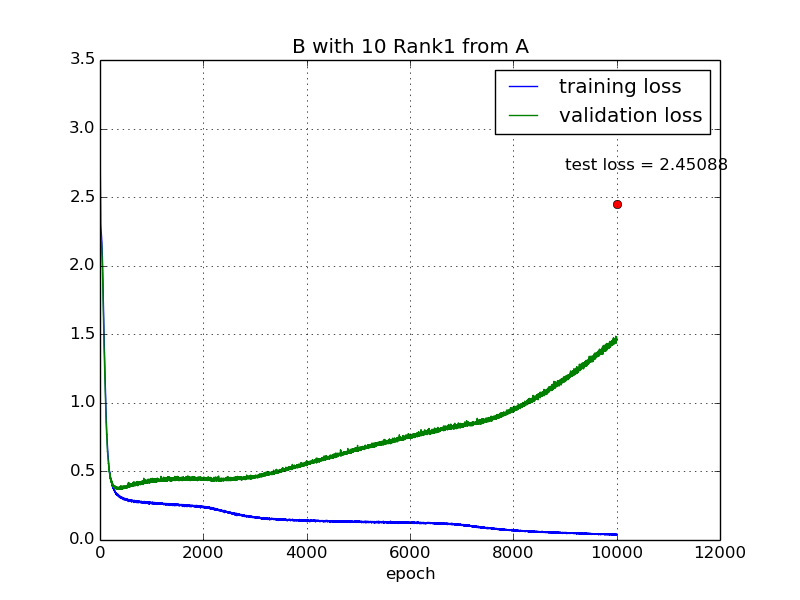 B with 10 Rank1 from A
3.5
3.0
2.5
2.0
1.5
1.0
0.5
0.0
training loss
validation loss
test loss = 2.45088
0 2000 4000 6000 8000 10000 12000
epoch